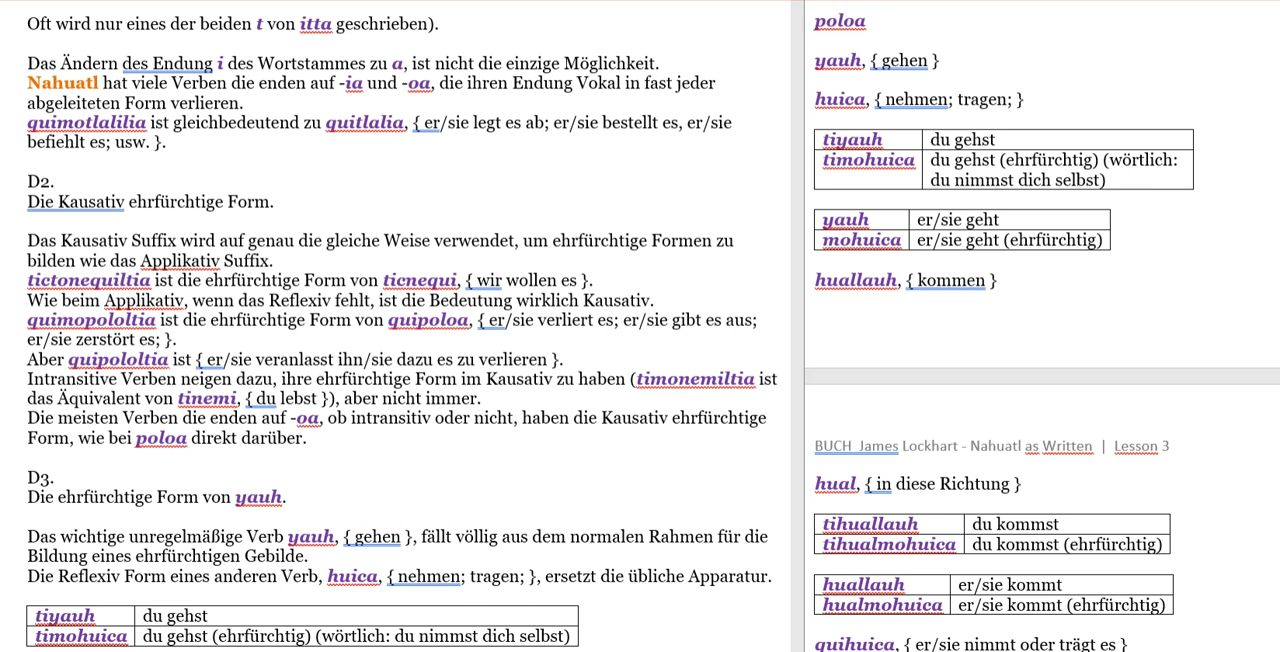 Oft wird nur eines der beiden t von itta geschrieben).
Das Ändern des Endung i des Wortstammes zu a, ist nicht die einzige Möglichkeit.
Nahuatl hat viele Verben die enden auf -ia und -oa, die ihren Endung Vokal in fast jeder
abgeleiteten Form verlieren.
quimotlalilia ist gleichbedeutend zu quitlalia, { er/sie legt es ab; er/sie bestellt es, er/sie
befiehlt es; usw. }.
D2.
Die Kausativ ehrfürchtige Form.
Das Kausativ Suffix wird auf genau die gleiche Weise verwendet, um ehrfürchtige Formen zu
bilden wie das Applikativ Suffix.
tictonequiltia ist die ehrfürchtige Form von ticnequi, { wir wollen es }.
Wie beim Applikativ, wenn das Reflexiv fehlt, ist die Bedeutung wirklich Kausativ.
quimopololtia ist die ehrfürchtige Form von quipoloa, { er/sie verliert es; er/sie gibt es aus;
er/sie zerstört es; }.
Aber quipololtia ist { er/sie veranlasst ihn/sie dazu es zu verlieren }.
Intransitive Verben neigen dazu, ihre ehrfürchtige Form im Kausativ zu haben (timonemiltia ist
das Äquivalent von tinemi, { du lebst }), aber nicht immer.
Die meisten Verben die enden auf -oa, ob intransitiv oder nicht, haben die Kausativ ehrfürchtige
Form, wie bei poloa direkt darüber.
D3.
Die ehrfürchtige Form von yauh.
Das wichtige unregelmäßige Verb yauh, { gehen }, fällt völlig aus dem normalen Rahmen für die
Bildung eines ehrfürchtigen Gebilde.
Die Reflexiv Form eines anderen Verb, huica, { nehmen; tragen; }, ersetzt die übliche Apparatur.
tiyauh du gehst
timohuica du gehst (ehrfürchtig) (wörtlich: du nimmst dich selbst)
poloa
yauh, { gehen }
huica, { nehmen; tragen; }
tiyauh du gehst
timohuica du gehst (ehrfürchtig) (wörtlich:
du nimmst dich selbst)
yauh er/sie geht
mohuica er/sie geht (ehrfürchtig)
huallauh, { kommen }
BUCH James Lockhart - Nahuatl as Written | Lesson 3
hual, { in diese Richtung }
tihuallauh du kommst
tihualmohuica du kommst (ehrfürchtig)
huallauh er/sie kommt
hualmohuica er/sie kommt (ehrfürchtig)
quihuica, { er/sie nimmt oder trägt es }